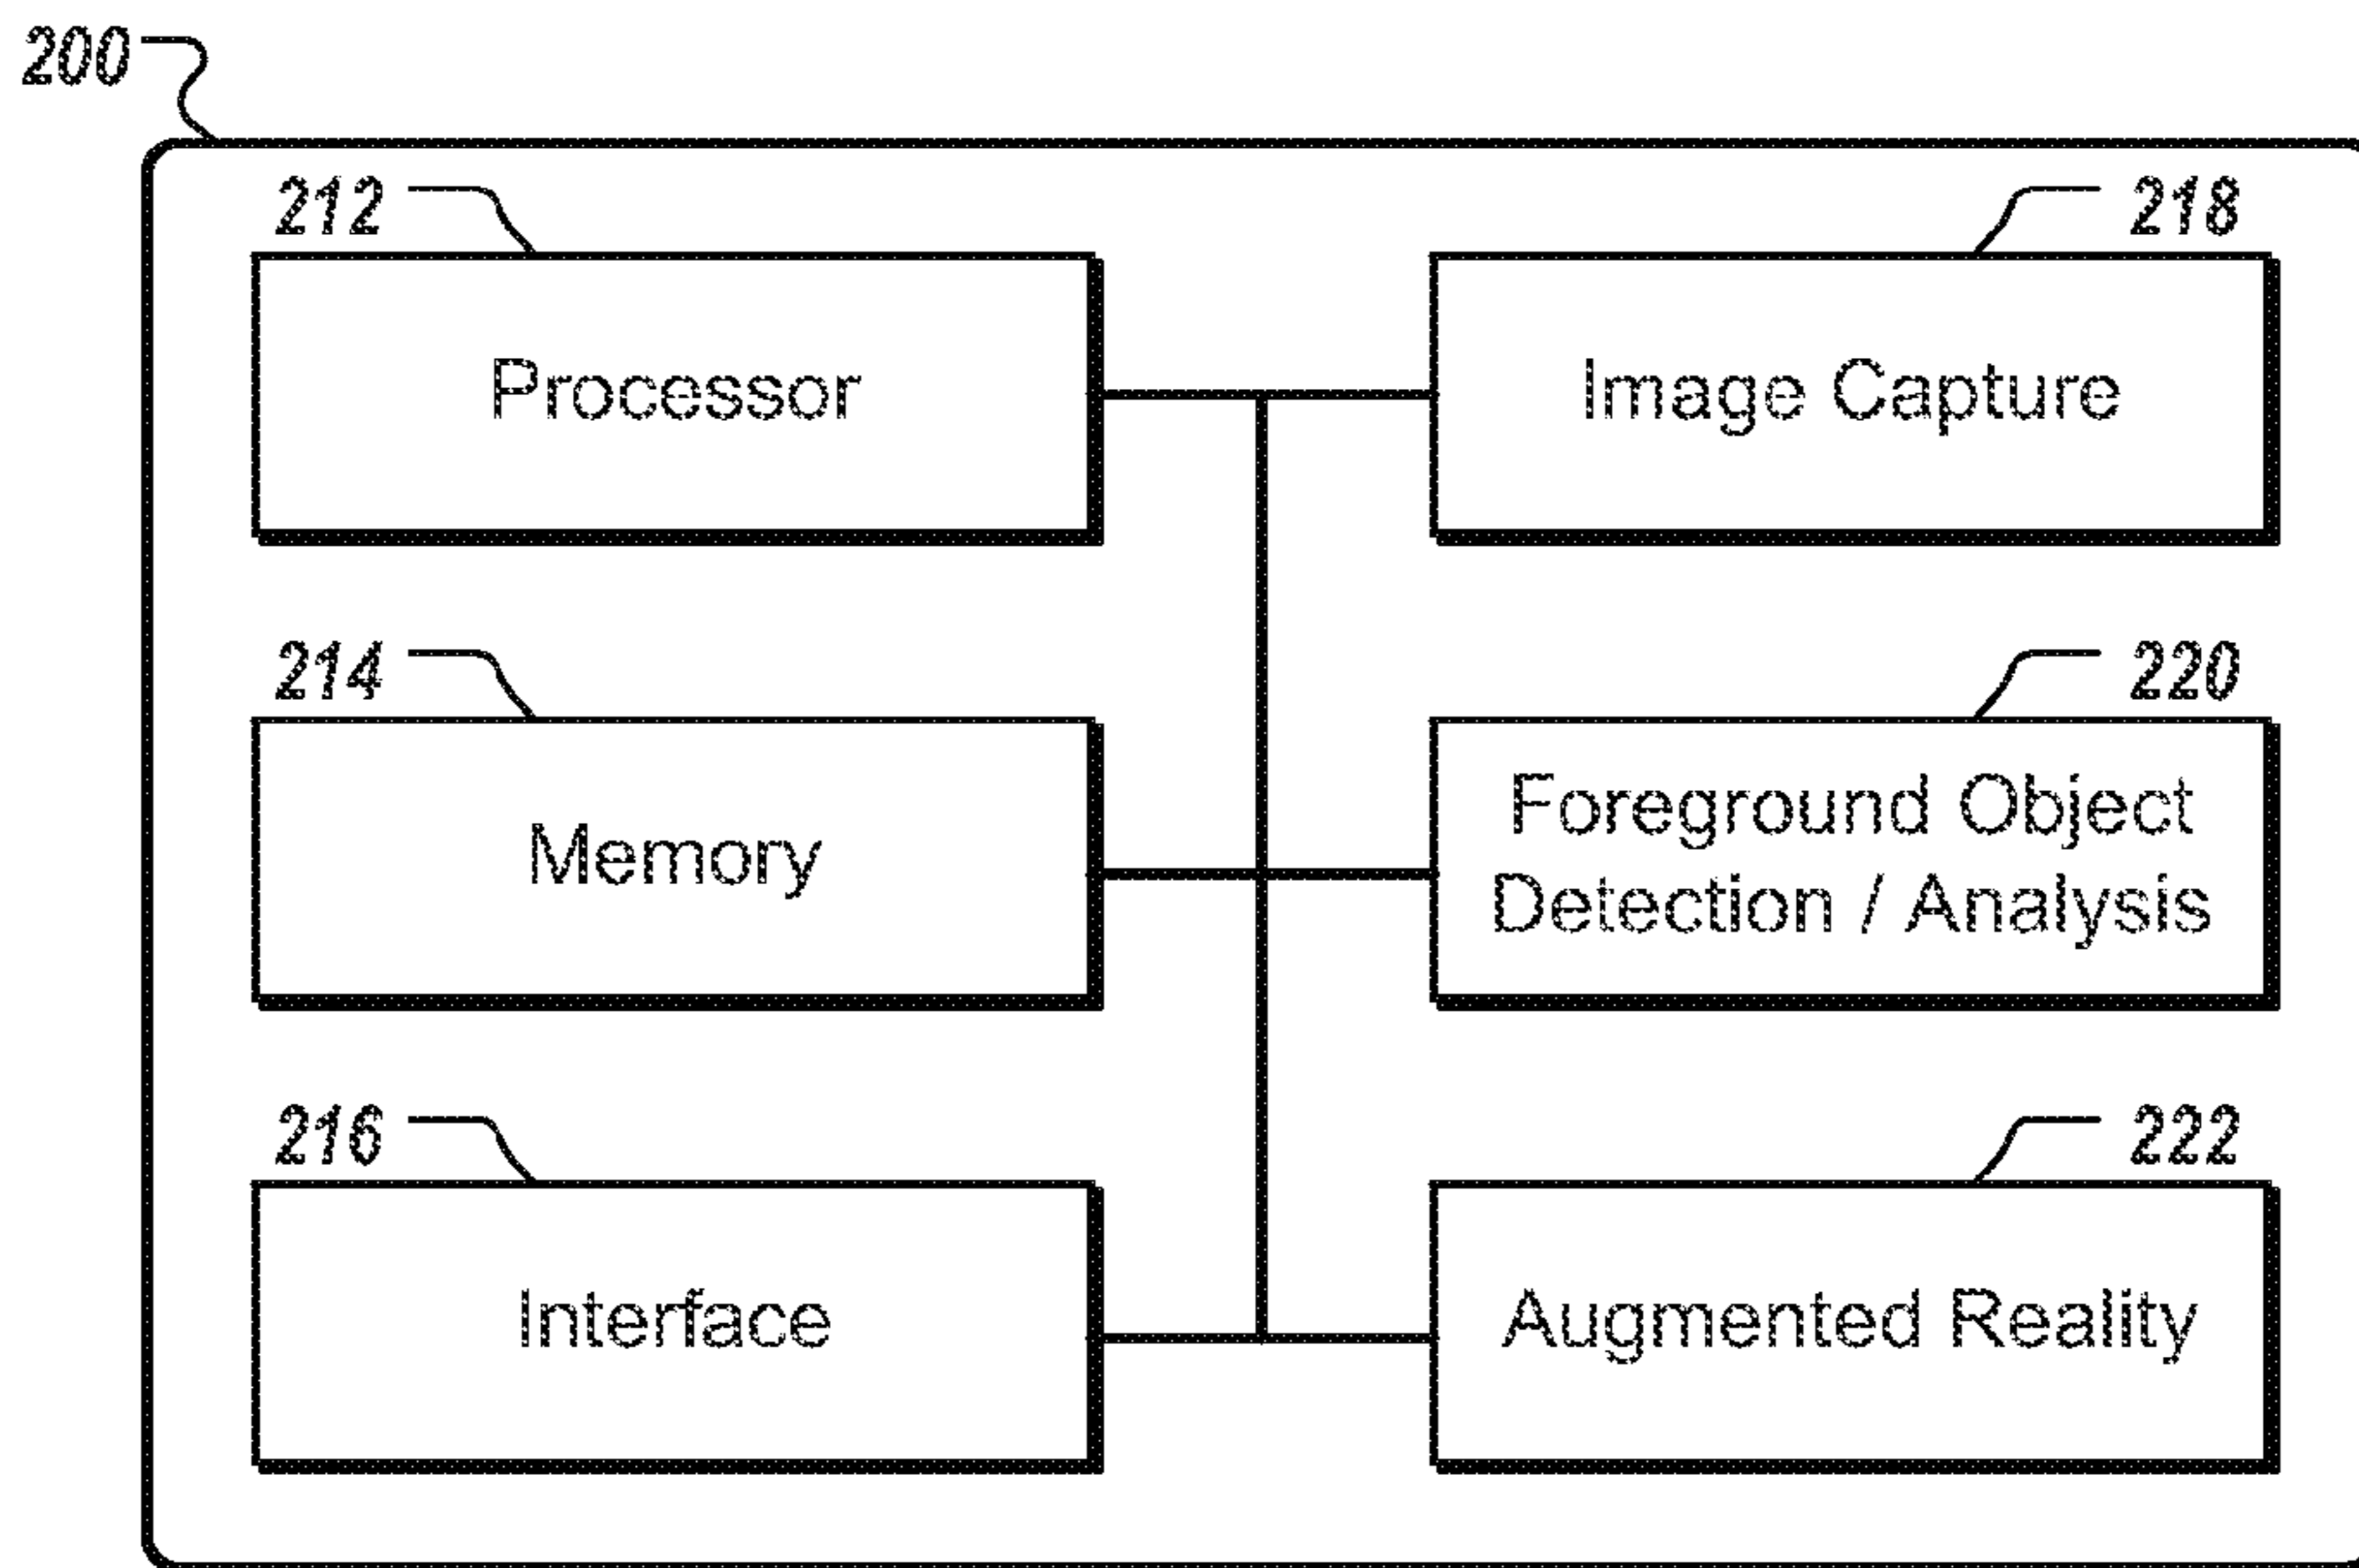 200
212
218
Processor
Image Capture
214
220
Memory
Foreground Object
Detection / Analysis
216
222
Interface
Augmented Reality